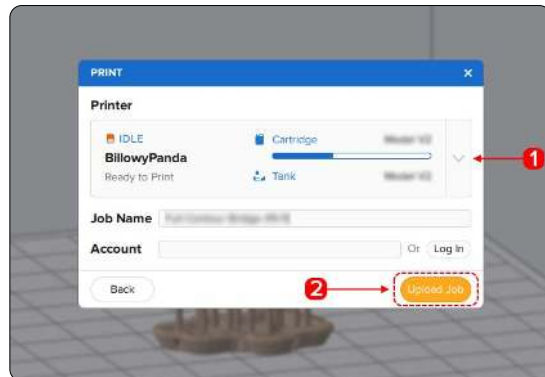 PRINT
Printer
IDLE
Cartridge
BillowyPanda
1
Ready to Print
Tank
Job Name
Account
Or Log In
Back
2
Upload Job